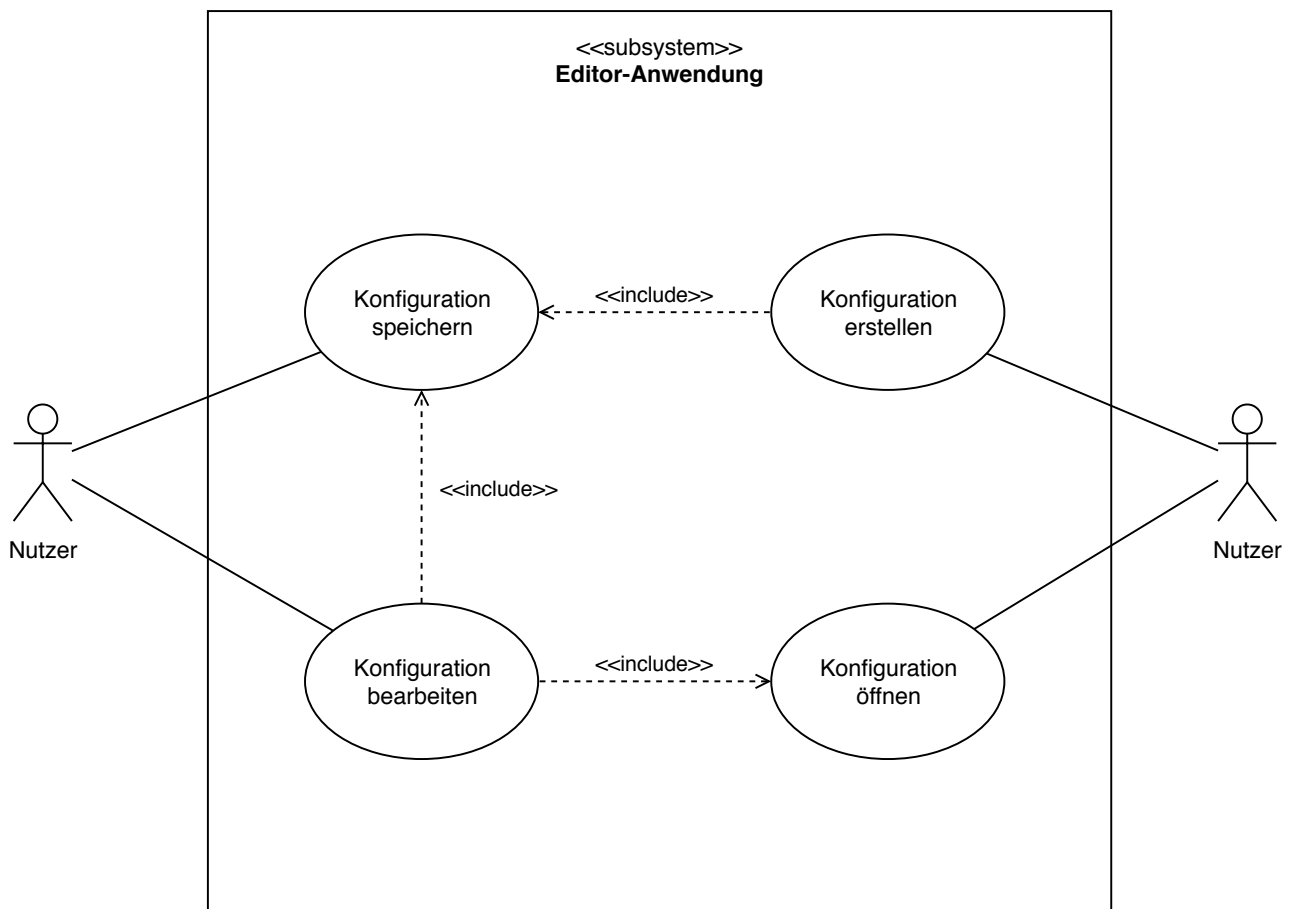 <<subsystem>>
Editor-Anwendung
Konfiguration
speichern
<<include>>
Konfiguration
erstellen
Nutzer
<<include>>
Nutzer
Konfiguration
bearbeiten
<<include>>
Konfiguration
öffnen